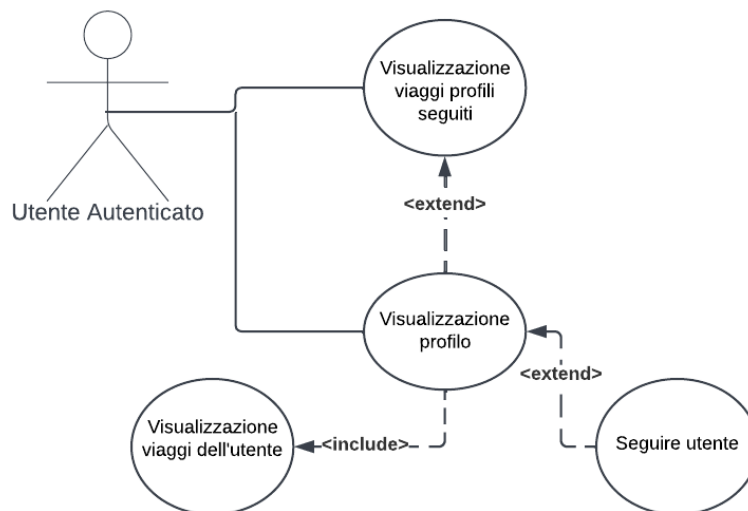 Visualizzazione
viaggi profili
seguiti
Utente Autenticato
<extend>
Visualizzazione
profilo
<extend>
Visualizzazione
viaggi dell'utente
<include>
Seguire utente